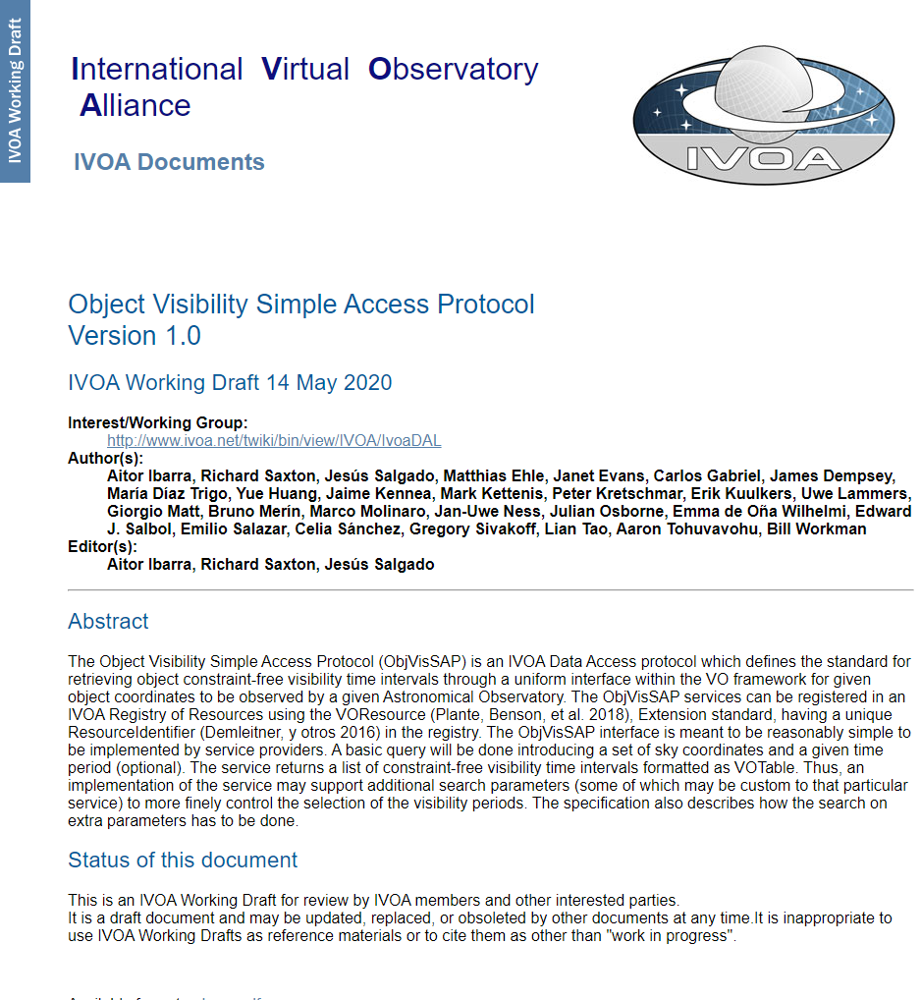 IVOA Working Draft
International Virtual Observatory
Alliance
IVOA
IVOA Documents
Object Visibility Simple Access Protocol
Version 1.0
IVOA Working Draft 14 May 2020
Interest/Working Group:
http://www.ivoa.net/twiki/bin/view/IVOA/IvoaDAL
Author(s):
Aitor Ibarra, Richard Saxton, Jesús Salgado, Matthias Ehle, Janet Evans, Carlos Gabriel, James Dempsey,
María Díaz Trigo, Yue Huang, Jaime Kennea, Mark Kettenis, Peter Kretschmar, Erik Kuulkers, Uwe Lammers,
Giorgio Matt, Bruno Merín, Marco Molinaro, Jan-Uwe Ness, Julian Osborne, Emma de Oña Wilhelmi, Edward
J. Salbol, Emilio Salazar, Celia Sánchez, Gregory Sivakoff, Lian Tao, Aaron Tohuvavohu, Bill Workman
Editor(s):
Aitor Ibarra, Richard Saxton, Jesús Salgado
Abstract
The Object Visibility Simple Access Protocol (ObjVisSAP) is an IVOA Data Access protocol which defines the standard for
retrieving object constraint-free visibility time intervals through a uniform interface within the VO framework for given
object coordinates to be observed by a given Astronomical Observatory. The ObjVisSAP services can be registered in an
IVOA Registry of Resources using the VOResource (Plante, Benson, et al. 2018), Extension standard, having a unique
ResourceIdentifier (Demleitner, y otros 2016) in the registry. The ObjVisSAP interface is meant to be reasonably simple to
be implemented by service providers. A basic query will be done introducing a set of sky coordinates and a given time
period (optional). The service returns a list of constraint-free visibility time intervals formatted as VOTable. Thus, an
implementation of the service may support additional search parameters (some of which may be custom to that particular
service) to more finely control the selection of the visibility periods. The specification also describes how the search on
extra parameters has to be done.
Status of this document
This is an IVOA Working Draft for review by IVOA members and other interested parties.
It is a draft document and may be updated, replaced, or obsoleted by other documents at any time.It is inappropriate to
use IVOA Working Drafts as reference materials or to cite them as other than "work in progress".